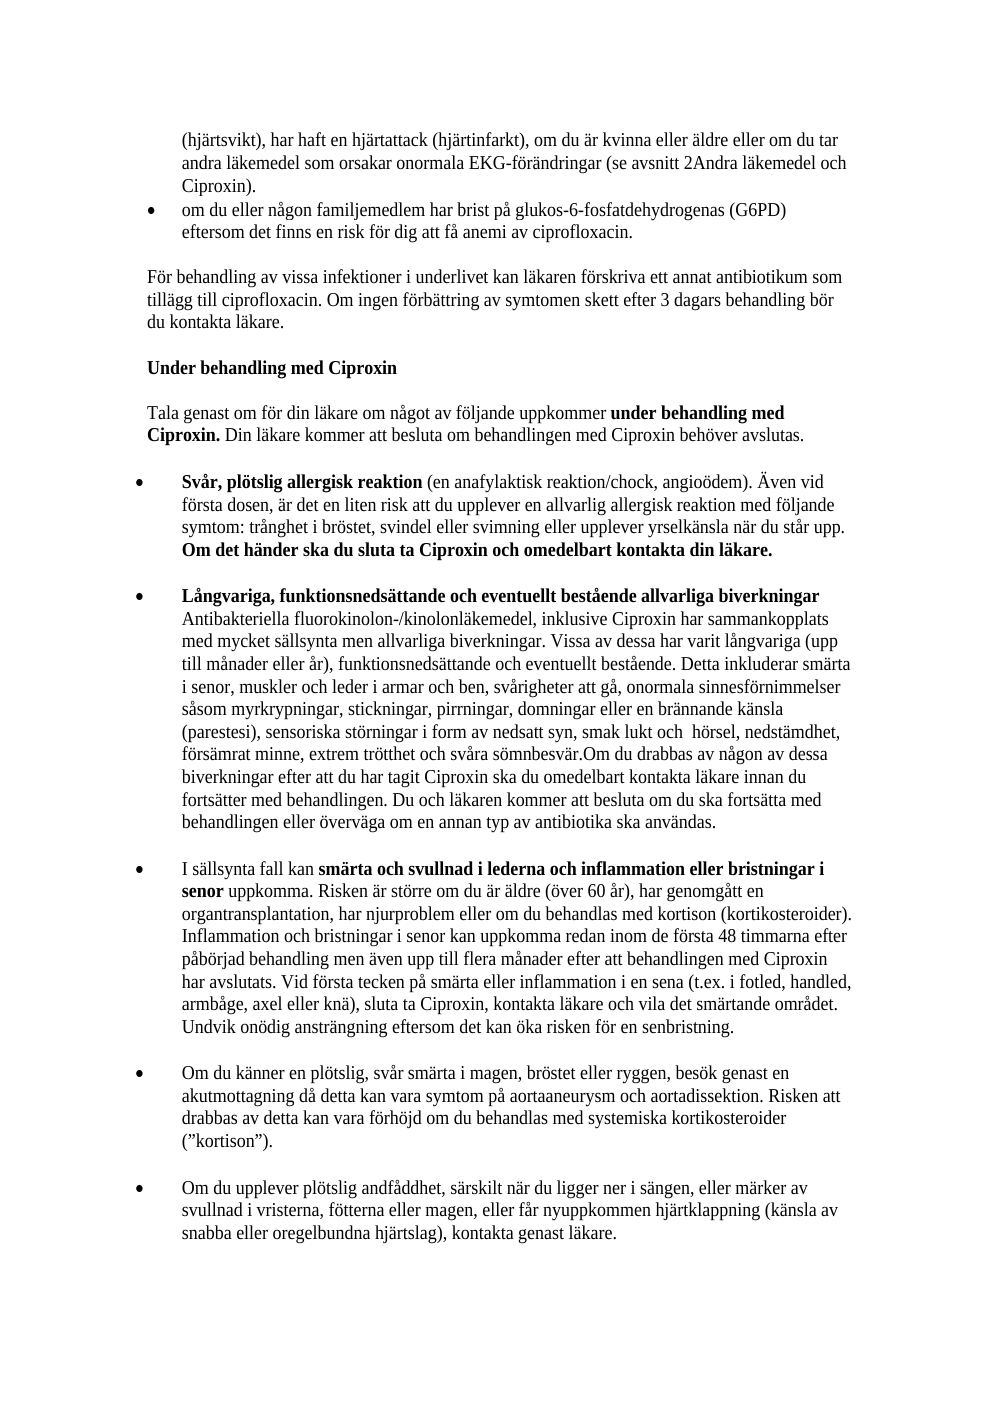 (hjärtsvikt), har haft en hjärtattack (hjärtinfarkt), om du är kvinna eller äldre eller om du tar
andra läkemedel som orsakar onormala EKG-förändringar (se avsnitt 2Andra läkemedel och
Ciproxin).
• om du eller någon familjemedlem har brist på glukos-6-fosfatdehydrogenas (G6PD)
eftersom det finns en risk för dig att få anemi av ciprofloxacin.
För behandling av vissa infektioner i underlivet kan läkaren förskriva ett annat antibiotikum som
tillägg till ciprofloxacin. Om ingen förbättring av symtomen skett efter 3 dagars behandling bör
du kontakta läkare.
Under behandling med Ciproxin
Tala genast om för din läkare om något av följande uppkommer under behandling med
Ciproxin. Din läkare kommer att besluta om behandlingen med Ciproxin behöver avslutas.
• Svår, plötslig allergisk reaktion (en anafylaktisk reaktion/chock, angioödem). Även vid
första dosen, är det en liten risk att du upplever en allvarlig allergisk reaktion med följande
symtom: trånghet i bröstet, svindel eller svimning eller upplever yrselkänsla när du står upp.
Om det händer ska du sluta ta Ciproxin och omedelbart kontakta din läkare.
• Långvariga, funktionsnedsättande och eventuellt bestående allvarliga biverkningar
Antibakteriella fluorokinolon-/kinolonläkemedel, inklusive Ciproxin har sammankopplats
med mycket sällsynta men allvarliga biverkningar. Vissa av dessa har varit långvariga (upp
till månader eller år), funktionsnedsättande och eventuellt bestående. Detta inkluderar smärta
i senor, muskler och leder i armar och ben, svårigheter att gå, onormala sinnesförnimmelser
såsom myrkrypningar, stickningar, pirrningar, domningar eller en brännande känsla
(parestesi), sensoriska störningar i form av nedsatt syn, smak lukt och  hörsel, nedstämdhet,
försämrat minne, extrem trötthet och svåra sömnbesvär.Om du drabbas av någon av dessa
biverkningar efter att du har tagit Ciproxin ska du omedelbart kontakta läkare innan du
fortsätter med behandlingen. Du och läkaren kommer att besluta om du ska fortsätta med
behandlingen eller överväga om en annan typ av antibiotika ska användas.
• I sällsynta fall kan smärta och svullnad i lederna och inflammation eller bristningar i
senor uppkomma. Risken är större om du är äldre (över 60 år), har genomgått en
organtransplantation, har njurproblem eller om du behandlas med kortison (kortikosteroider).
Inflammation och bristningar i senor kan uppkomma redan inom de första 48 timmarna efter
påbörjad behandling men även upp till flera månader efter att behandlingen med Ciproxin
har avslutats. Vid första tecken på smärta eller inflammation i en sena (t.ex. i fotled, handled,
armbåge, axel eller knä), sluta ta Ciproxin, kontakta läkare och vila det smärtande området.
Undvik onödig ansträngning eftersom det kan öka risken för en senbristning.
• Om du känner en plötslig, svår smärta i magen, bröstet eller ryggen, besök genast en
akutmottagning då detta kan vara symtom på aortaaneurysm och aortadissektion. Risken att
drabbas av detta kan vara förhöjd om du behandlas med systemiska kortikosteroider
(”kortison”).
• Om du upplever plötslig andfåddhet, särskilt när du ligger ner i sängen, eller märker av
svullnad i vristerna, fötterna eller magen, eller får nyuppkommen hjärtklappning (känsla av
snabba eller oregelbundna hjärtslag), kontakta genast läkare.